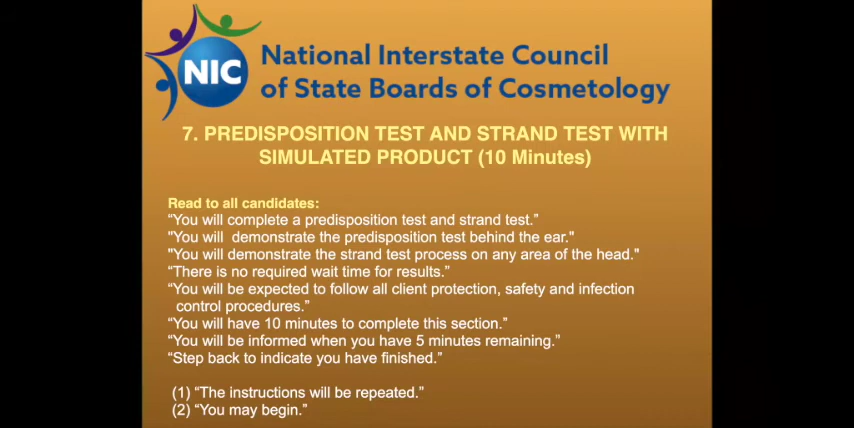 NIC
National Interstate Council
of State Boards of Cosmetology
7. PREDISPOSITION TEST AND STRAND TEST WITH
SIMULATED PRODUCT (10 Minutes)
Read to all candidates:
“You will complete a predisposition test and strand test.”
"You will  demonstrate the predisposition test behind the ear."
"You will demonstrate the strand test process on any area of the head."
“There is no required wait time for results.”
“You will be expected to follow all client protection, safety and infection
control procedures.”
“You will have 10 minutes to complete this section.”
“You will be informed when you have 5 minutes remaining.”
“Step back to indicate you have finished.”
(1) “The instructions will be repeated.”
(2) “You may begin.”